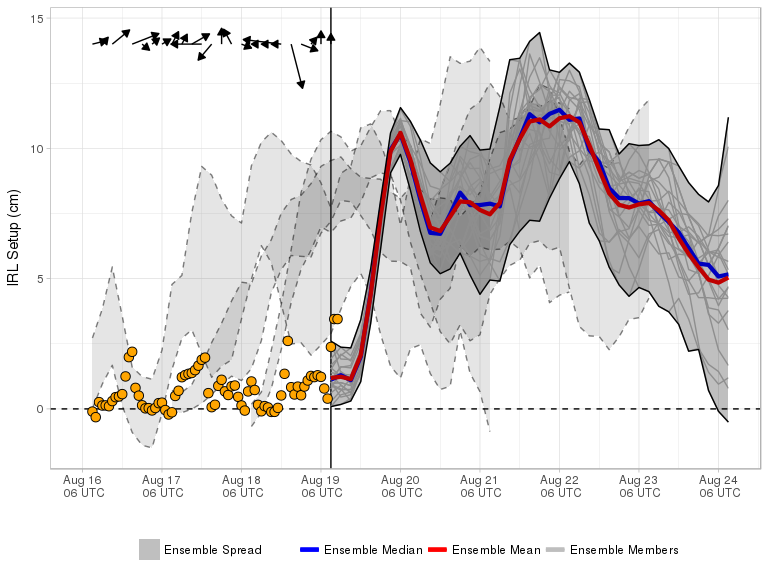 15
10
5
0
IRL Setup (cm)
Aug 16 Aug 17 Aug 18 Aug 19 Aug 20 Aug 21 Aug 22 Aug 23 Aug 24
06 UTC 06 UTC 06 UTC 06 UTC 06 UTC 06 UTC 06 UTC 06 UTC 06 UTC
Ensemble Spread Ensemble Median Ensemble Mean Ensemble Members